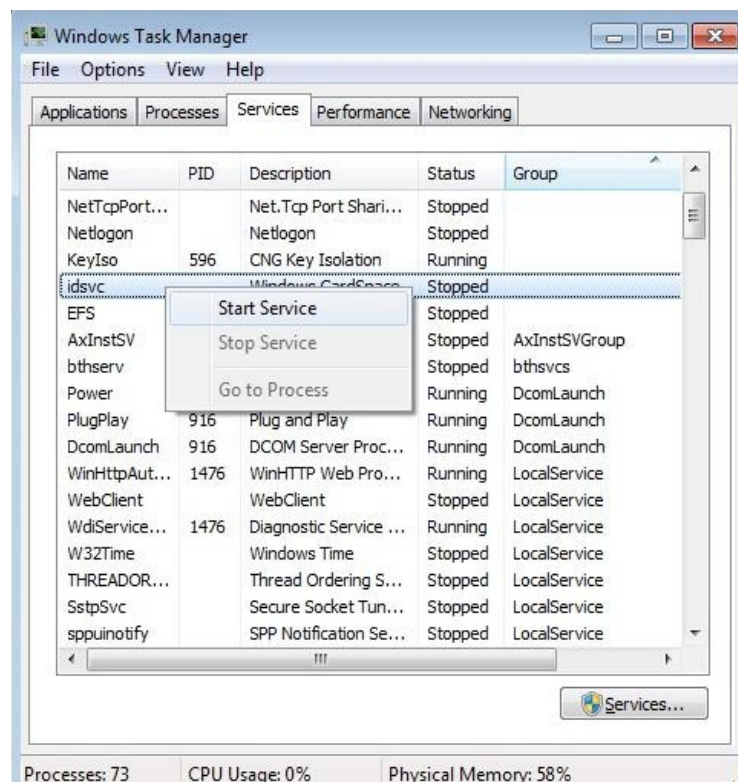 Windows Task Manager
File Options View Help
Applications Processes Services Performance Networking
Name PID Description Status Group
NetTcpPort... Net.Tcp Port Shari... Stopped
Netlogon Netlogon Stopped
KeyIso 596 CNG Key Isolation Running
idsvc Windows CardSpace Stopped
EFS Stopped
AxInstSV Stopped AxInstSVGroup
bthserv Stopped bthsvcs
Power Running DcomLaunch
Start Service
Stop Service
Go to Process
PlugPlay 916 Plug and Play Running DcomLaunch
DcomLaunch 916 DCOM Server Proc... Running DcomLaunch
WinHttpAut... 1476 WinHTTP Web Pro... Running LocalService
WebClient WebClient Stopped LocalService
WdiService... 1476 Diagnostic Service ... Running LocalService
W32Time Windows Time Stopped LocalService
THREADOR... Thread Ordering S... Stopped LocalService
SstpSvc Secure Socket Tun... Stopped LocalService
sppuinotify SPP Notification Se... Stopped LocalService
Services...
Processes: 73 CPU Usage: 0% Physical Memory: 58%